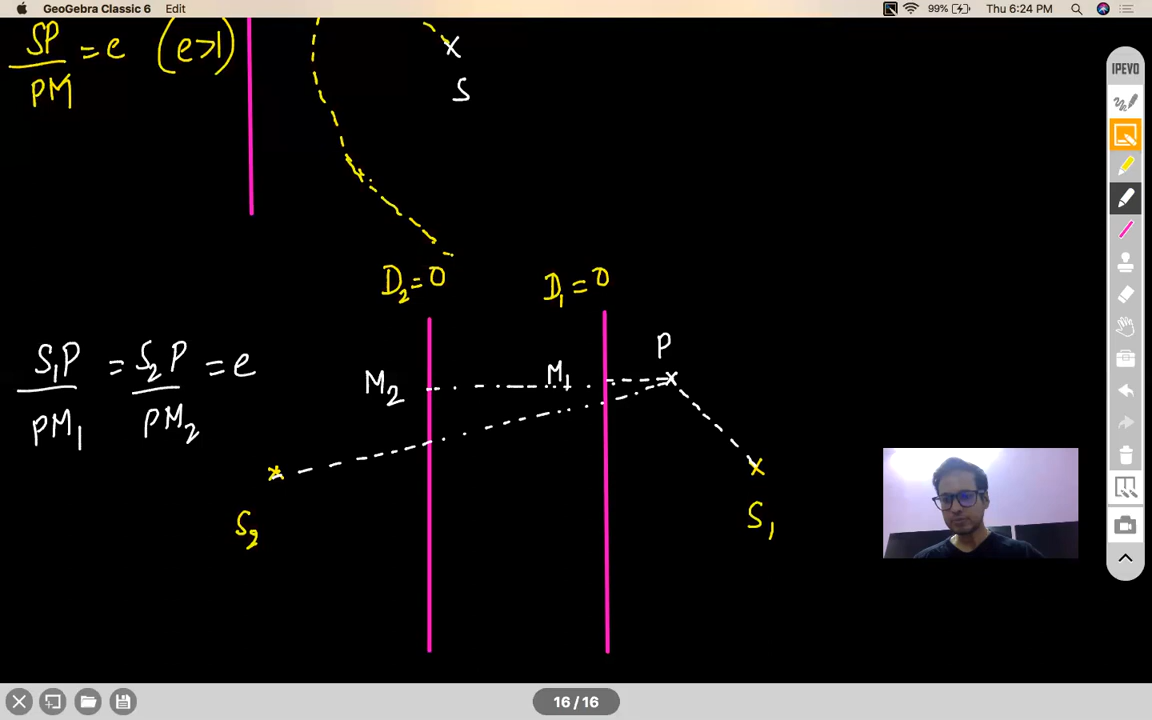 GeoGebra Classic 6 Edit 99% Thu 6:24 PM
SP/PM = e (e>1)
S
IPEVO
D₂ = 0 D₁ = 0
P
S₁P/PM₁ = S₂P/PM₂ = e
M₂ M₁
S₂ S₁
16 / 16